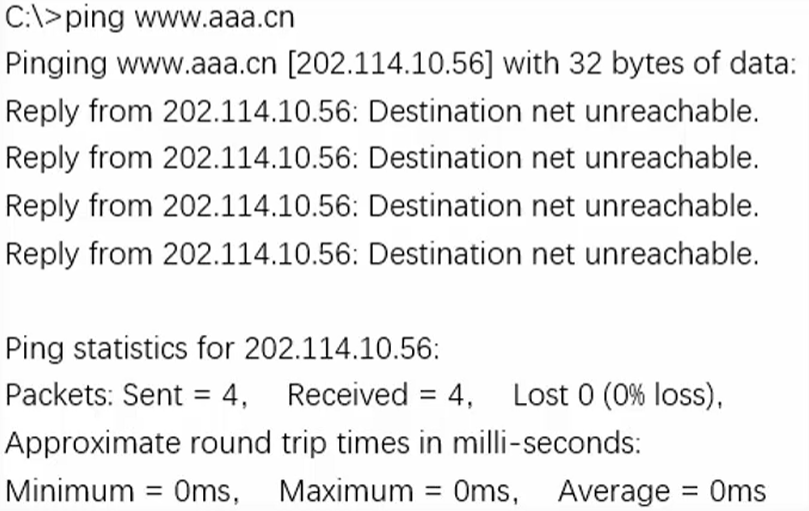 C:\>ping www.aaa.cn
Pinging www.aaa.cn [202.114.10.56] with 32 bytes of data:
Reply from 202.114.10.56: Destination net unreachable.
Reply from 202.114.10.56: Destination net unreachable.
Reply from 202.114.10.56: Destination net unreachable.
Reply from 202.114.10.56: Destination net unreachable.
Ping statistics for 202.114.10.56:
Packets: Sent = 4, Received = 4, Lost 0 (0% loss),
Approximate round trip times in milli-seconds:
Minimum = 0ms, Maximum = 0ms, Average = 0ms